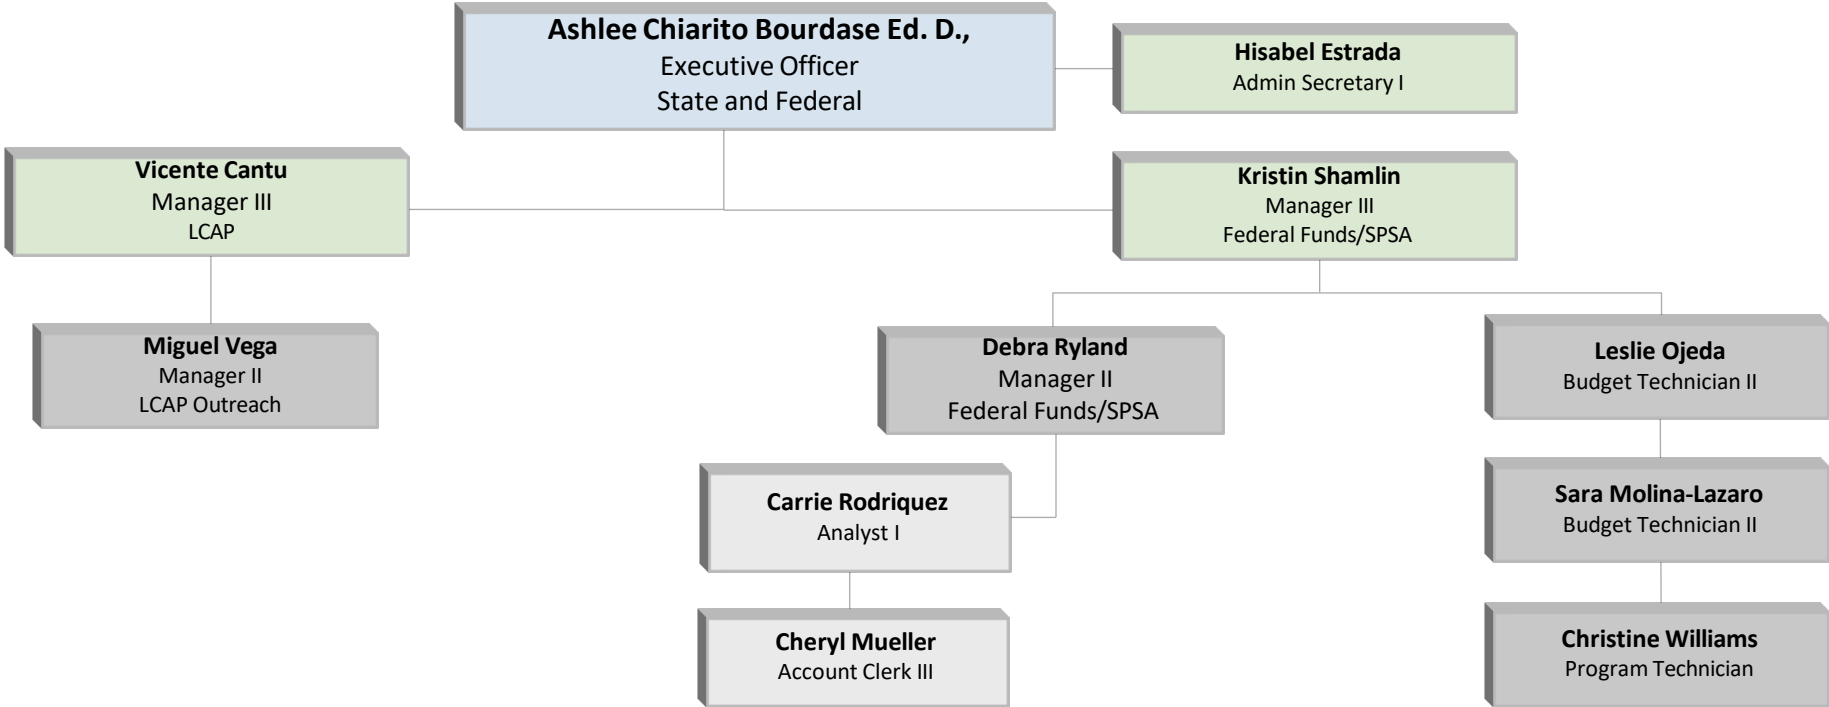 Ashlee Chiarito Bourdase Ed. D.,
Executive Officer
State and Federal
Hisabel Estrada
Admin Secretary I
Vicente Cantu
Manager III
LCAP
Kristin Shamlin
Manager III
Federal Funds/SPSA
Miguel Vega
Manager II
LCAP Outreach
Debra Ryland
Manager II
Federal Funds/SPSA
Leslie Ojeda
Budget Technician II
Carrie Rodriquez
Analyst I
Sara Molina-Lazaro
Budget Technician II
Cheryl Mueller
Account Clerk III
Christine Williams
Program Technician